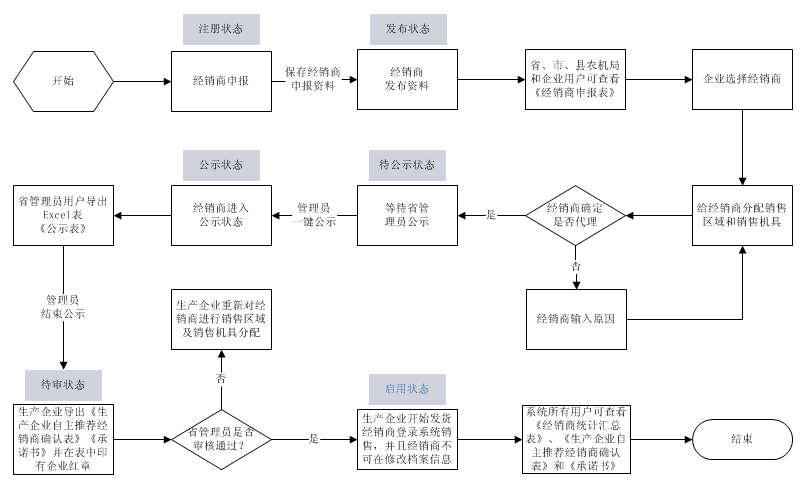 注册状态
发布状态
开始
经销商申报
保存经销商
申报资料
经销商
发布资料
省、市、县农机局
和企业用户可查看
《经销商申报表》
企业选择经销商
公示状态
待公示状态
省管理员用户导出
Excel表
《公示表》
经销商进入
公示状态
管理员
一键公示
等待省管
理员公示
是
经销商确定
是否代理
给经销商分配销售
区域和销售机具
否
管理员
结束公示
生产企业重新对经
销商进行销售区域
及销售机具分配
经销商输入原因
待审状态
否
启用状态
生产企业导出《生
产企业自主推荐经
销商确认表》《承
诺书》并在表中印
有企业红章
省管理员是否
审核通过？
是
生产企业开始发货
经销商登录系统销
售，并且经销商不
可在修改档案信息
系统所有用户可查看
《经销商统计汇总
表》、《生产企业自
主推荐经销商确认
表》和《承诺书》
结束